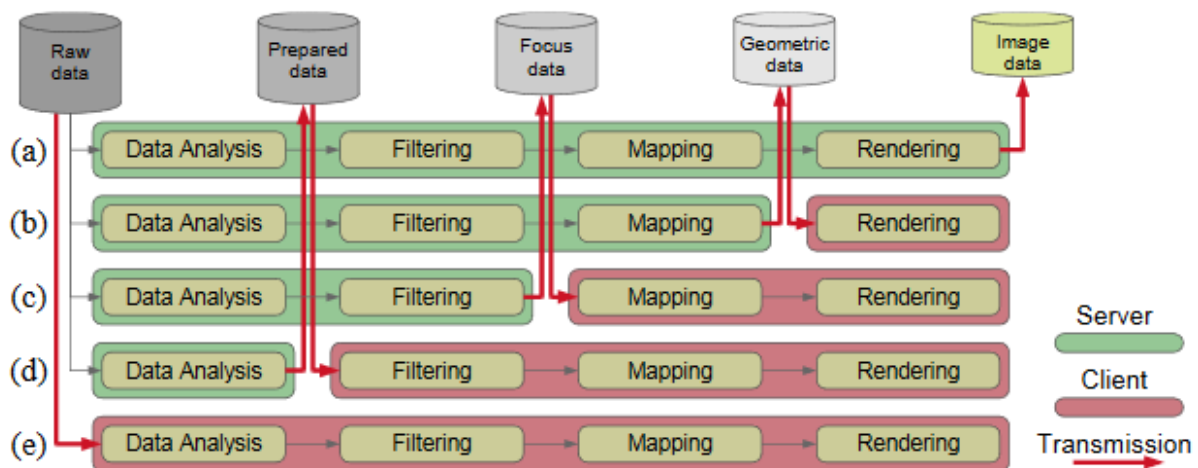 Raw
data
Prepared
data
Focus
data
Geometric
data
Image
data
(a) Data Analysis Filtering Mapping Rendering
(b) Data Analysis Filtering Mapping Rendering
(c) Data Analysis Filtering Mapping Rendering
(d) Data Analysis Filtering Mapping Rendering
(e) Data Analysis Filtering Mapping Rendering
Server
Client
Transmission